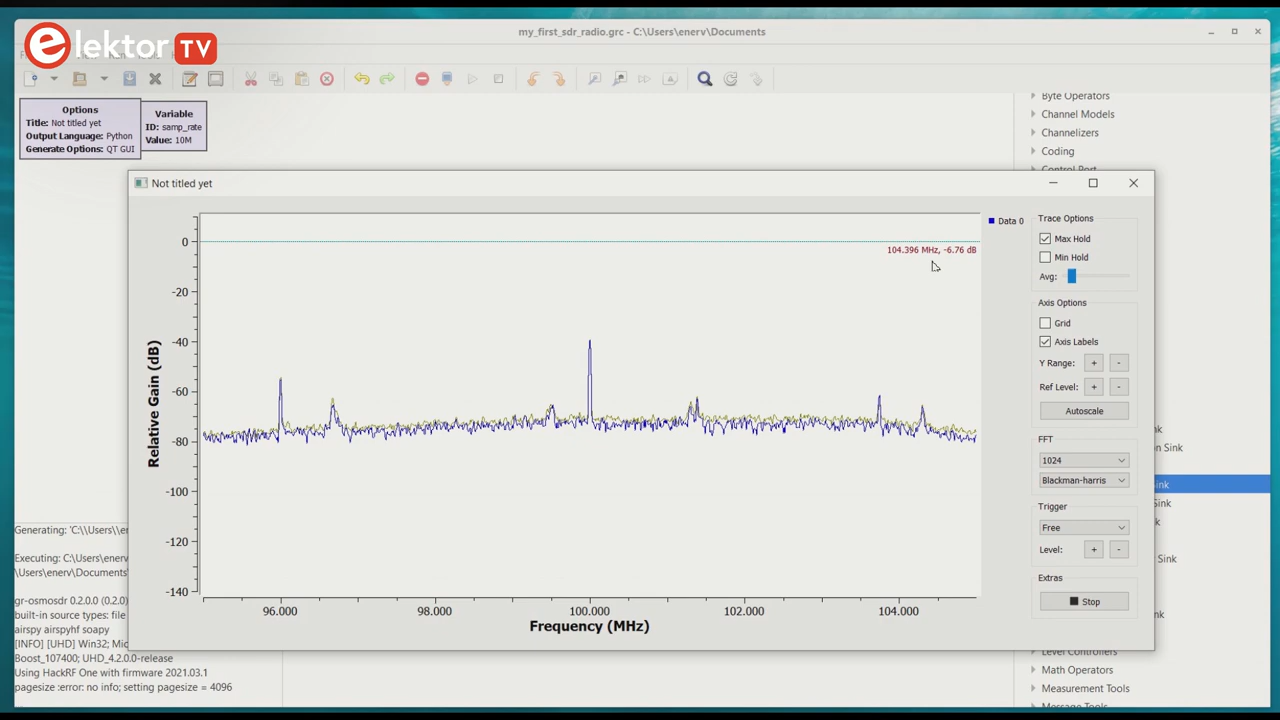 elektor TV
my_first_sdr_radio.grc - C:\Users\enerv\Documents
Options
Title: Not titled yet
Output Language: Python
Generate Options: QT GUI
Variable
ID: samp_rate
Value: 10M
Byte Operators
Channel Models
Channelizers
Coding
Not titled yet
Data 0
104.396 MHz, -6.76 dB
0
-20
-40
-60
-80
-100
-120
-140
Relative Gain (dB)
96.000
98.000
100.000
102.000
104.000
Frequency (MHz)
Trace Options
Max Hold
Min Hold
Avg:
Axis Options
Grid
Axis Labels
Y Range: + -
Ref Level: + -
Autoscale
FFT
1024
Blackman-harris
Trigger
Free
Level: + -
Extras
Stop
Sink
Generating: 'C:\\Users\\en
Executing: C:\Users\enerv
\Users\enerv\Documents'
gr-osmosdr 0.2.0.0 (0.2.0)
built-in source types: file
airspy airspyhf soapy
[INFO] [UHD] Win32; Mic
Boost_107400; UHD_4.2.0.0-release
Using HackRF One with firmware 2021.03.1
pagesize :error: no info; setting pagesize = 4096
Level Controllers
Math Operators
Measurement Tools